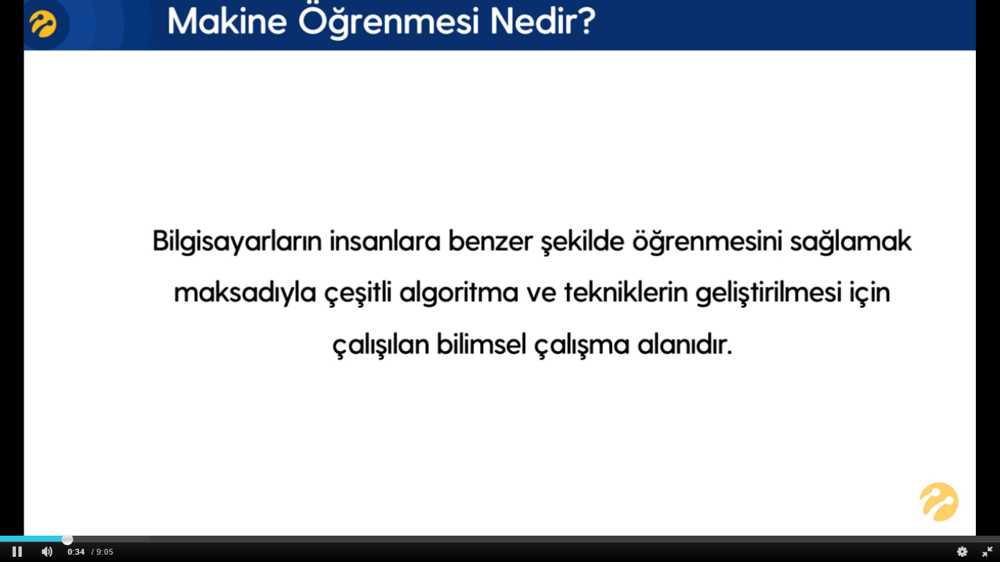 Makine Öğrenmesi Nedir?
Bilgisayarların insanlara benzer şekilde öğrenmesini sağlamak
maksadıyla çeşitli algoritma ve tekniklerin geliştirilmesi için
çalışılan bilimsel çalışma alanıdır.
0:34 / 9:05